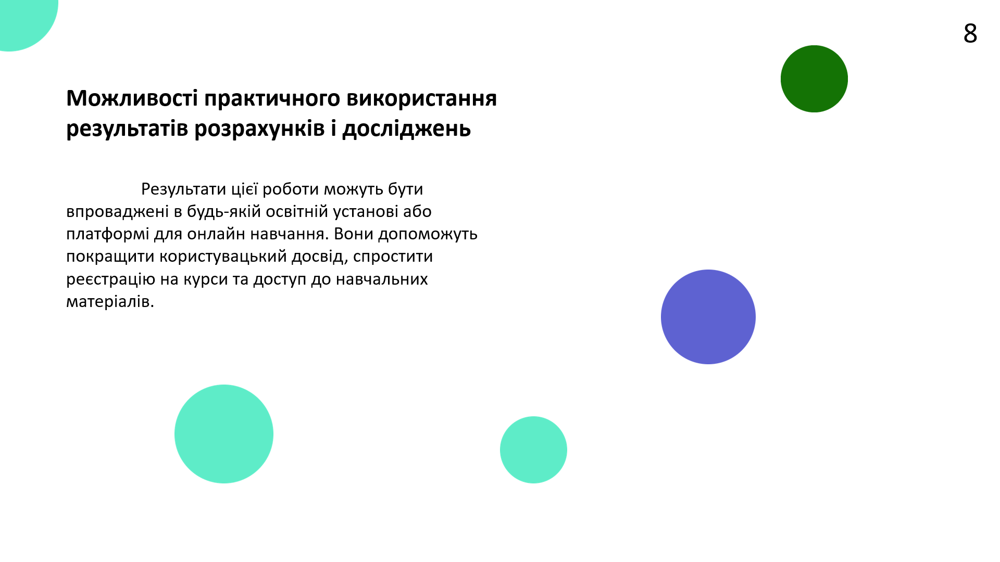 8
Можливості практичного використання
результатів розрахунків і досліджень
Результати цієї роботи можуть бути
впроваджені в будь-якій освітній установі або
платформі для онлайн навчання. Вони допоможуть
покращити користувацький досвід, спростити
реєстрацію на курси та доступ до навчальних
матеріалів.